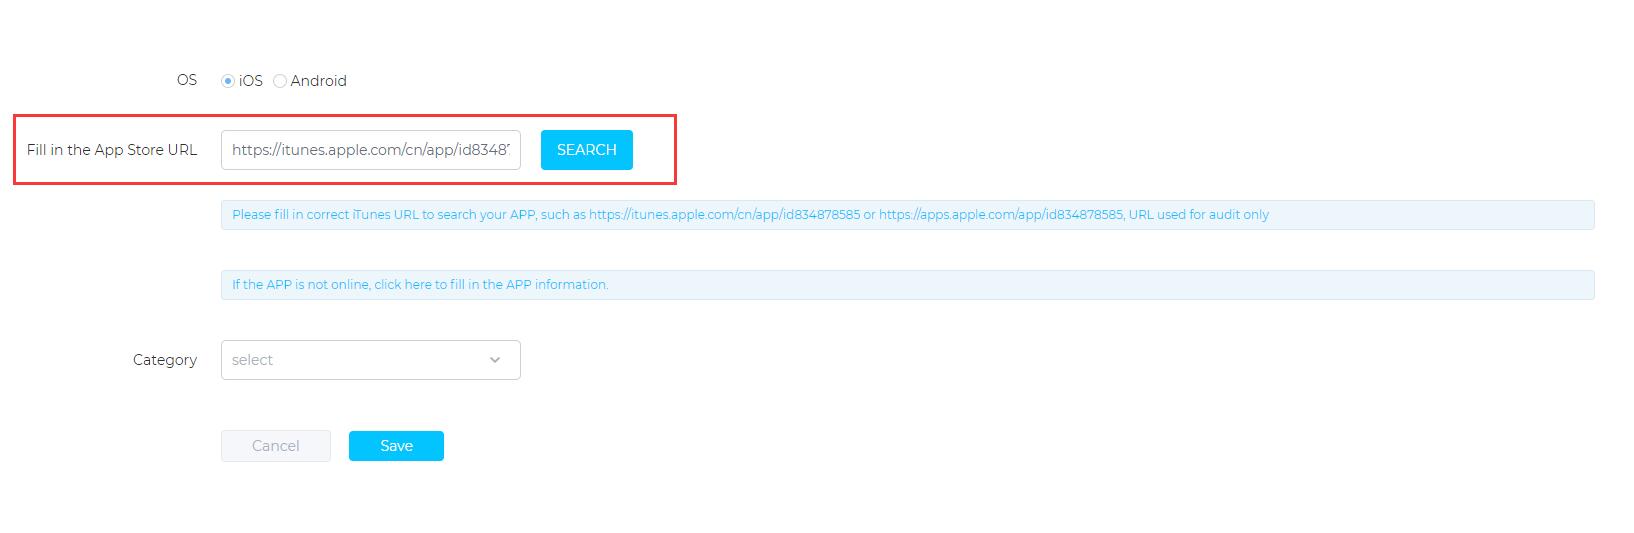 OS iOS Android
Fill in the App Store URL https://itunes.apple.com/cn/app/id8348 SEARCH
Please fill in correct iTunes URL to search your APP, such as https://itunes.apple.com/cn/app/id834878585 or https://apps.apple.com/app/id834878585, URL used for audit only
If the APP is not online, click here to fill in the APP information.
Category select
Cancel Save